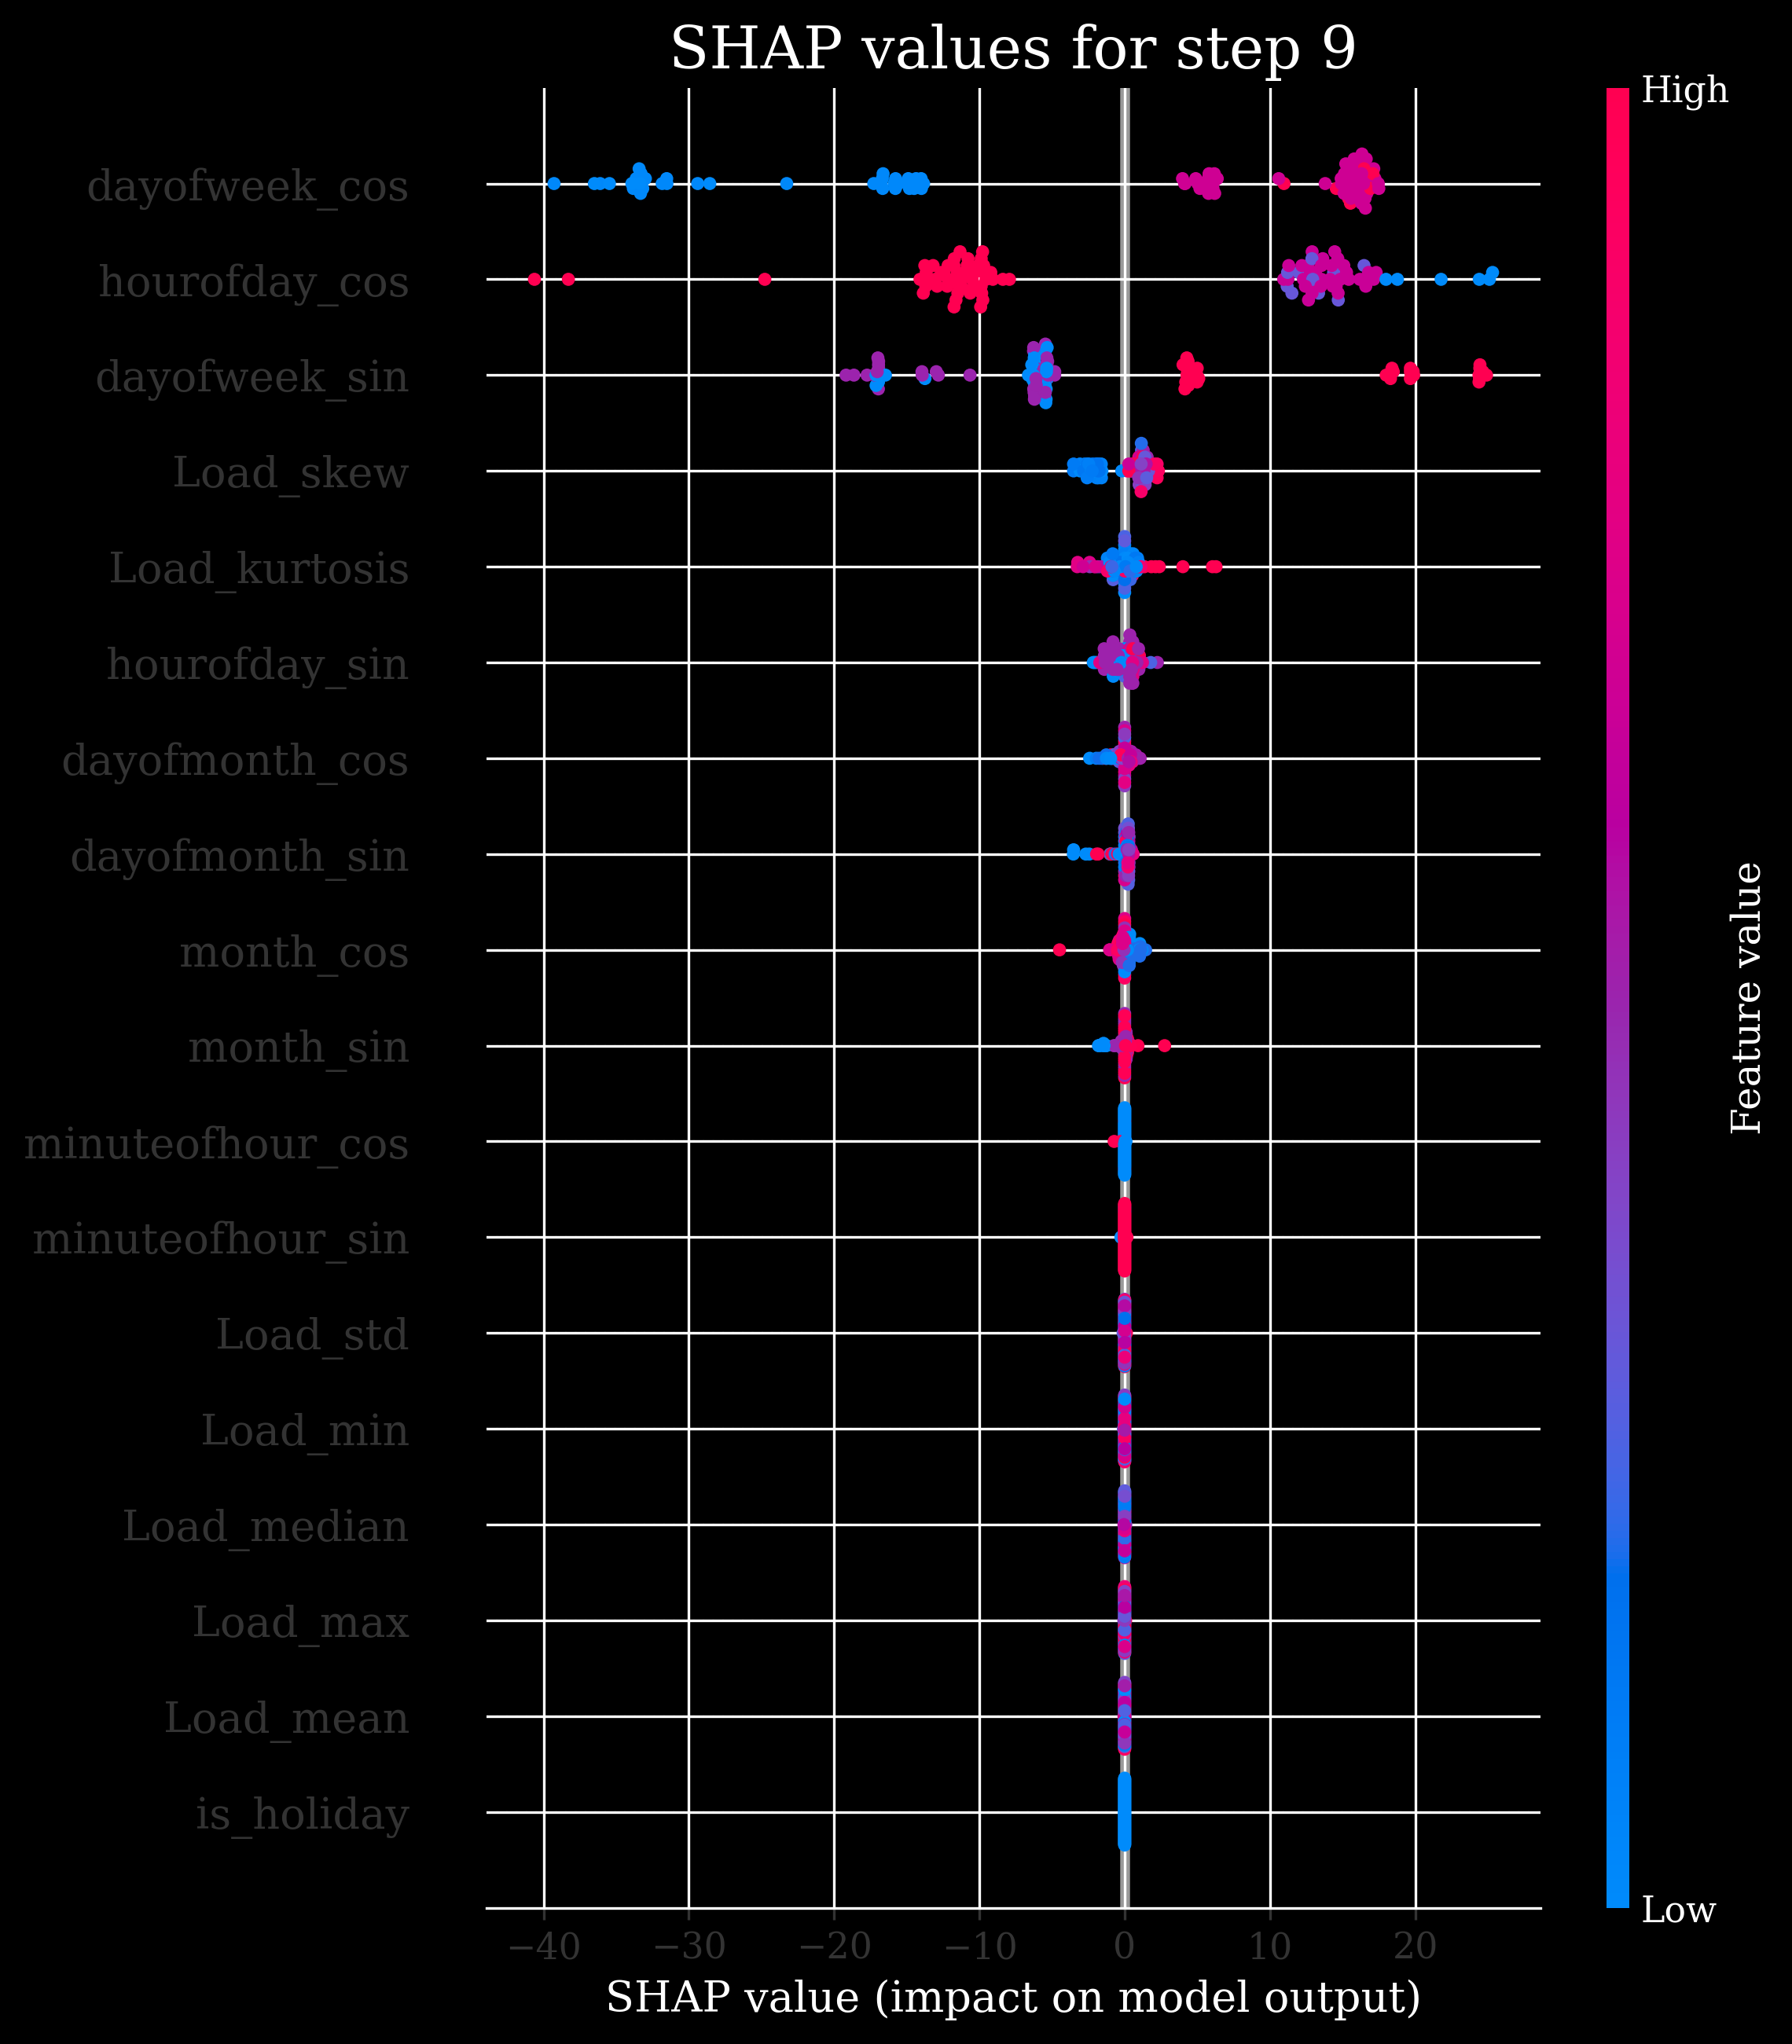 SHAP values for step 9
High
dayofweek_cos
hourofday_cos
dayofweek_sin
Load_skew
Load_kurtosis
hourofday_sin
dayofmonth_cos
dayofmonth_sin
month_cos
month_sin
minuteofhour_cos
minuteofhour_sin
Load_std
Load_min
Load_median
Load_max
Load_mean
is_holiday
Feature value
Low
−40 −30 −20 −10 0 10 20
SHAP value (impact on model output)